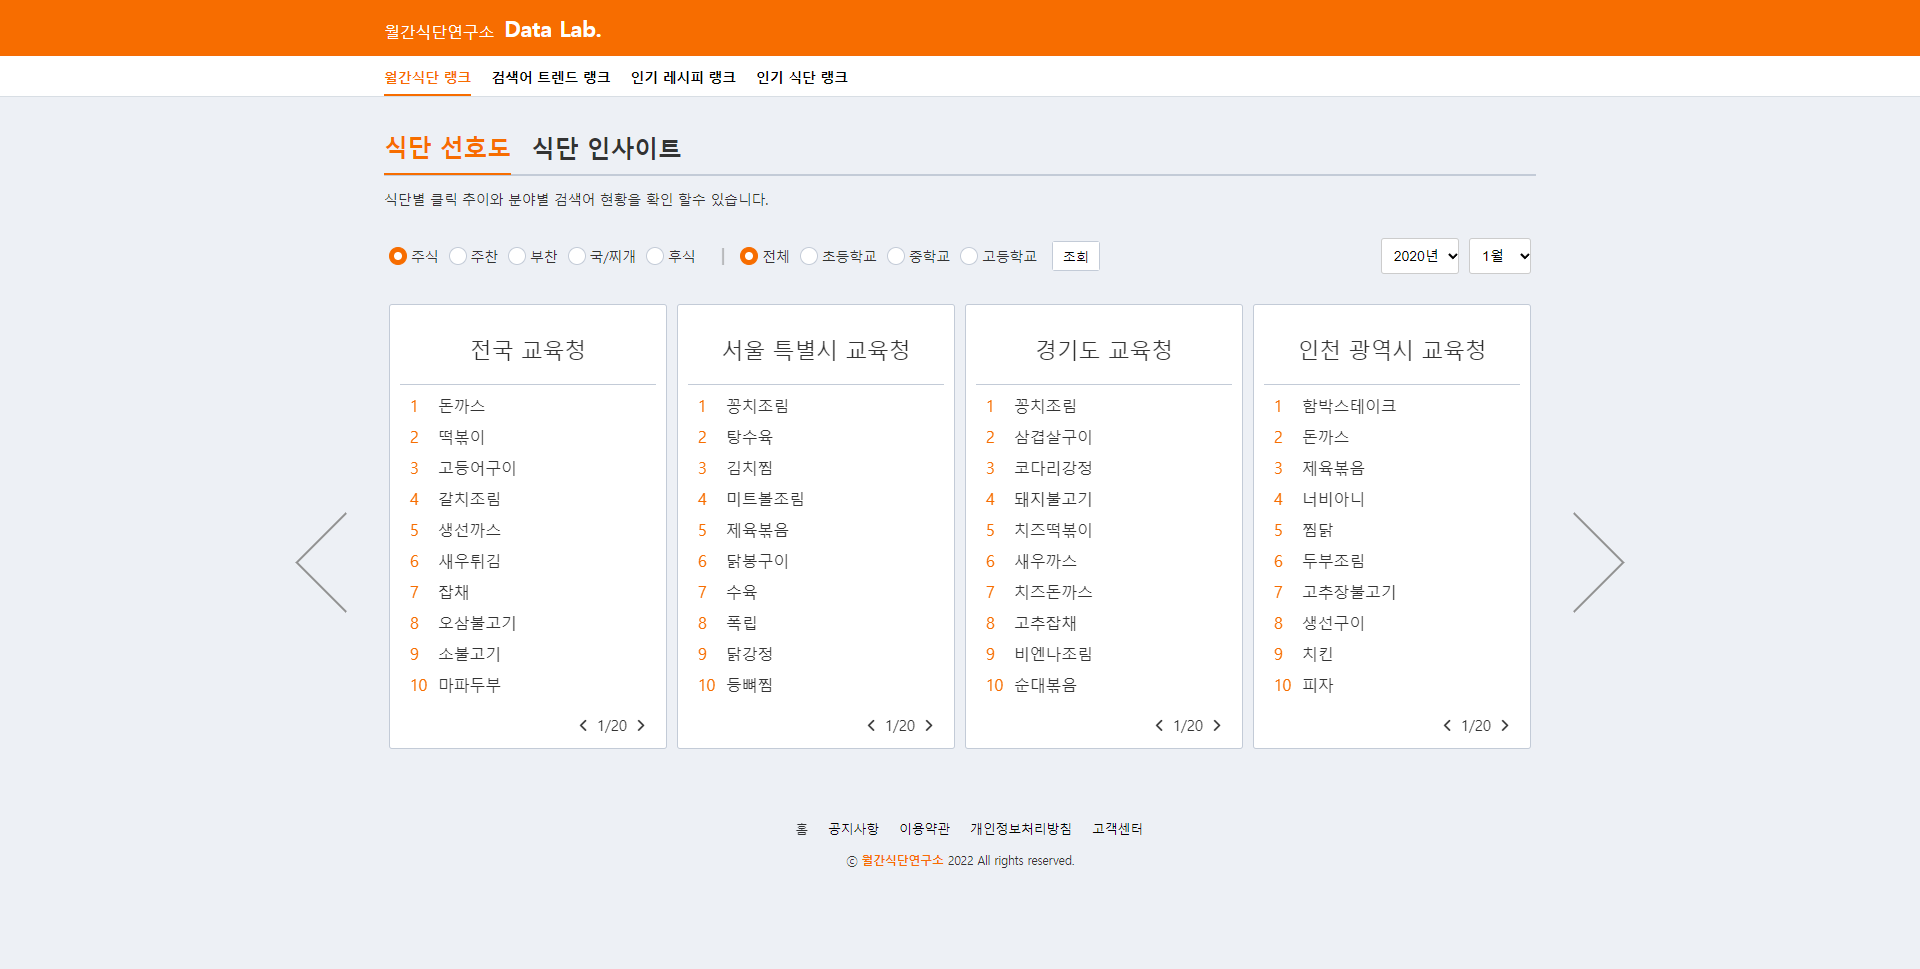 월간식단연구소 Data Lab.
월간식단 랭크 검색어 트렌드 랭크 인기 레시피 랭크 인기 식단 랭크
식단 선호도 식단 인사이트
식단별 클릭 추이와 분야별 검색어 현황을 확인 할수 있습니다.
주식 주찬 부찬 국/찌개 후식 | 전체 초등학교 중학교 고등학교 조회 2020년 1월
전국 교육청
1 돈까스
2 떡볶이
3 고등어구이
4 갈치조림
5 생선까스
6 새우튀김
7 잡채
8 오삼불고기
9 소불고기
10 마파두부
1/20
서울 특별시 교육청
1 꽁치조림
2 탕수육
3 김치찜
4 미트볼조림
5 제육볶음
6 닭봉구이
7 수육
8 폭립
9 닭강정
10 등뼈찜
1/20
경기도 교육청
1 꽁치조림
2 삼겹살구이
3 코다리강정
4 돼지불고기
5 치즈떡볶이
6 새우까스
7 치즈돈까스
8 고추잡채
9 비엔나조림
10 순대볶음
1/20
인천 광역시 교육청
1 함박스테이크
2 돈까스
3 제육볶음
4 너비아니
5 찜닭
6 두부조림
7 고추장불고기
8 생선구이
9 치킨
10 피자
1/20
홈 공지사항 이용약관 개인정보처리방침 고객센터
ⓒ 월간식단연구소 2022 All rights reserved.